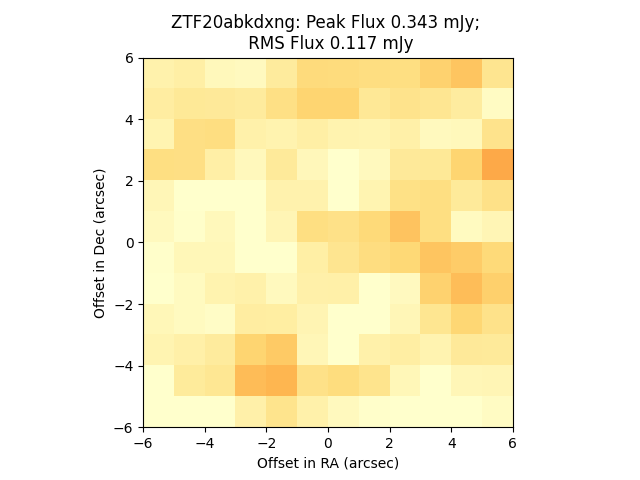 ZTF20abkdxng: Peak Flux 0.343 mJy;
RMS Flux 0.117 mJy
6
4
2
0
−2
−4
−6
Offset in Dec (arcsec)
−6 −4 −2 0 2 4 6
Offset in RA (arcsec)